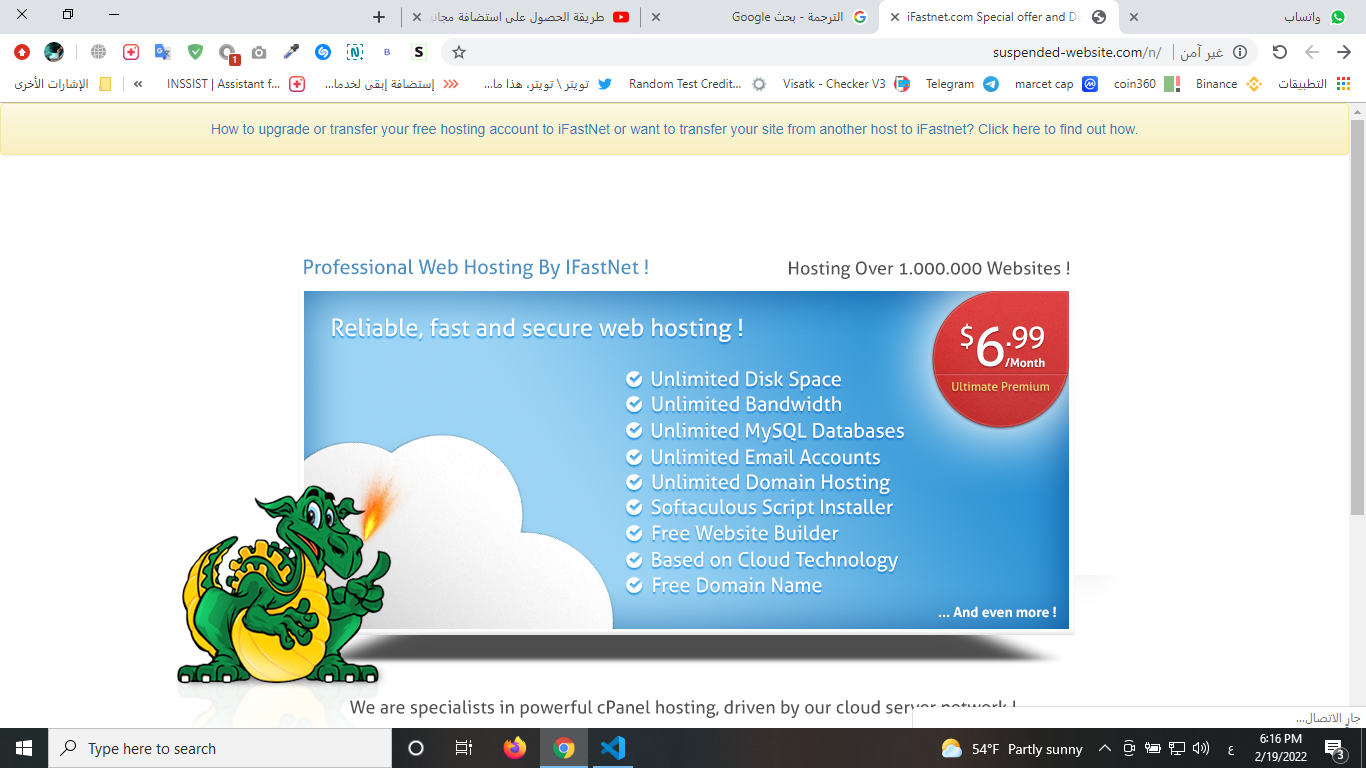 واتساب
iFastnet.com Special offer and Di
الترجمة - بحث Google
طريقة الحصول على استضافة مجاني
غير آمن
suspended-website.com/n/
التطبيقات
Binance
coin360
marcet cap
Telegram
Visatk - Checker V3
Random Test Credit...
تويتر \ تويتر، هذا ما...
إستضافة إبقى لخدما...
INSSIST | Assistant f...
»
الإشارات الأخرى
How to upgrade or transfer your free hosting account to iFastNet or want to transfer your site from another host to iFastnet? Click here to find out how.
Professional Web Hosting By IFastNet !
Hosting Over 1.000.000 Websites !
Reliable, fast and secure web hosting !
$6.99
/Month
Ultimate Premium
Unlimited Disk Space
Unlimited Bandwidth
Unlimited MySQL Databases
Unlimited Email Accounts
Unlimited Domain Hosting
Softaculous Script Installer
Free Website Builder
Based on Cloud Technology
Free Domain Name
... And even more !
We are specialists in powerful cPanel hosting, driven by our cloud server network !
جارٍ الاتصال...
Type here to search
54°F Partly sunny
ع
6:16 PM
2/19/2022
3